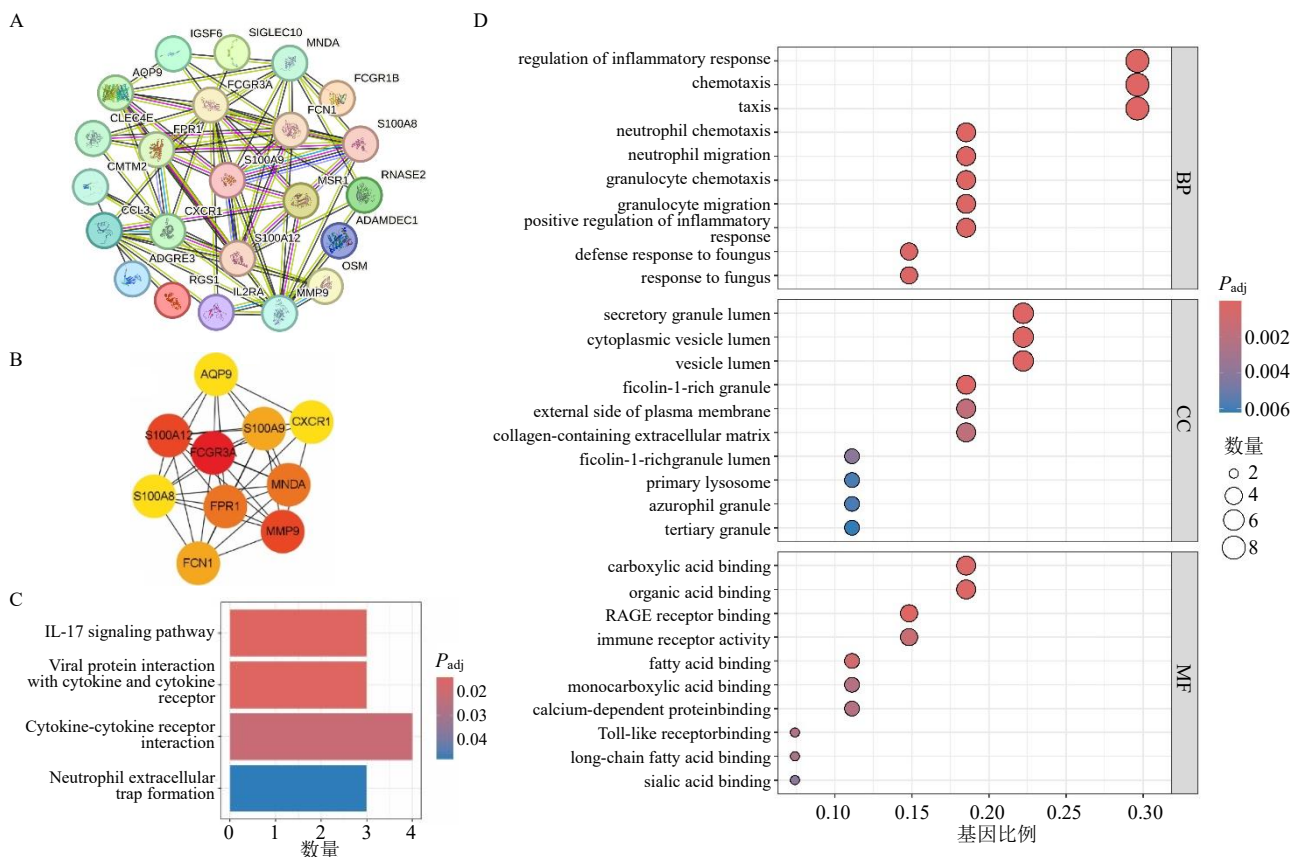 A
IGSF6
SIGLEC10
MNDA
AQP9
FCGR3A
FCGR1B
CLEC4E
FPR1
FCN1
S100A8
CMTM2
S100A9
MSR1
RNASE2
CCL3
CXCR1
S100A12
ADAMDEC1
ADGRE3
RGS1
IL2RA
MMP9
OSM
B
AQP9
S100A12
S100A9
CXCR1
FCGR3A
S100A8
FPR1
MNDA
MMP9
FCN1
C
IL-17 signaling pathway
Viral protein interaction
with cytokine and cytokine
receptor
Cytokine-cytokine receptor
interaction
Neutrophil extracellular
trap formation
0 1 2 3 4
数量
Padj
0.02
0.03
0.04
D
regulation of inflammatory response
chemotaxis
taxis
neutrophil chemotaxis
neutrophil migration
granulocyte chemotaxis
granulocyte migration
positive regulation of inflammatory
response
defense response to foungus
response to fungus
BP
secretory granule lumen
cytoplasmic vesicle lumen
vesicle lumen
ficolin-1-rich granule
external side of plasma membrane
collagen-containing extracellular matrix
ficolin-1-richgranule lumen
primary lysosome
azurophil granule
tertiary granule
CC
carboxylic acid binding
organic acid binding
RAGE receptor binding
immune receptor activity
fatty acid binding
monocarboxylic acid binding
calcium-dependent proteinbinding
Toll-like receptorbinding
long-chain fatty acid binding
sialic acid binding
MF
0.10 0.15 0.20 0.25 0.30
基因比例
Padj
0.002
0.004
0.006
数量
2
4
6
8